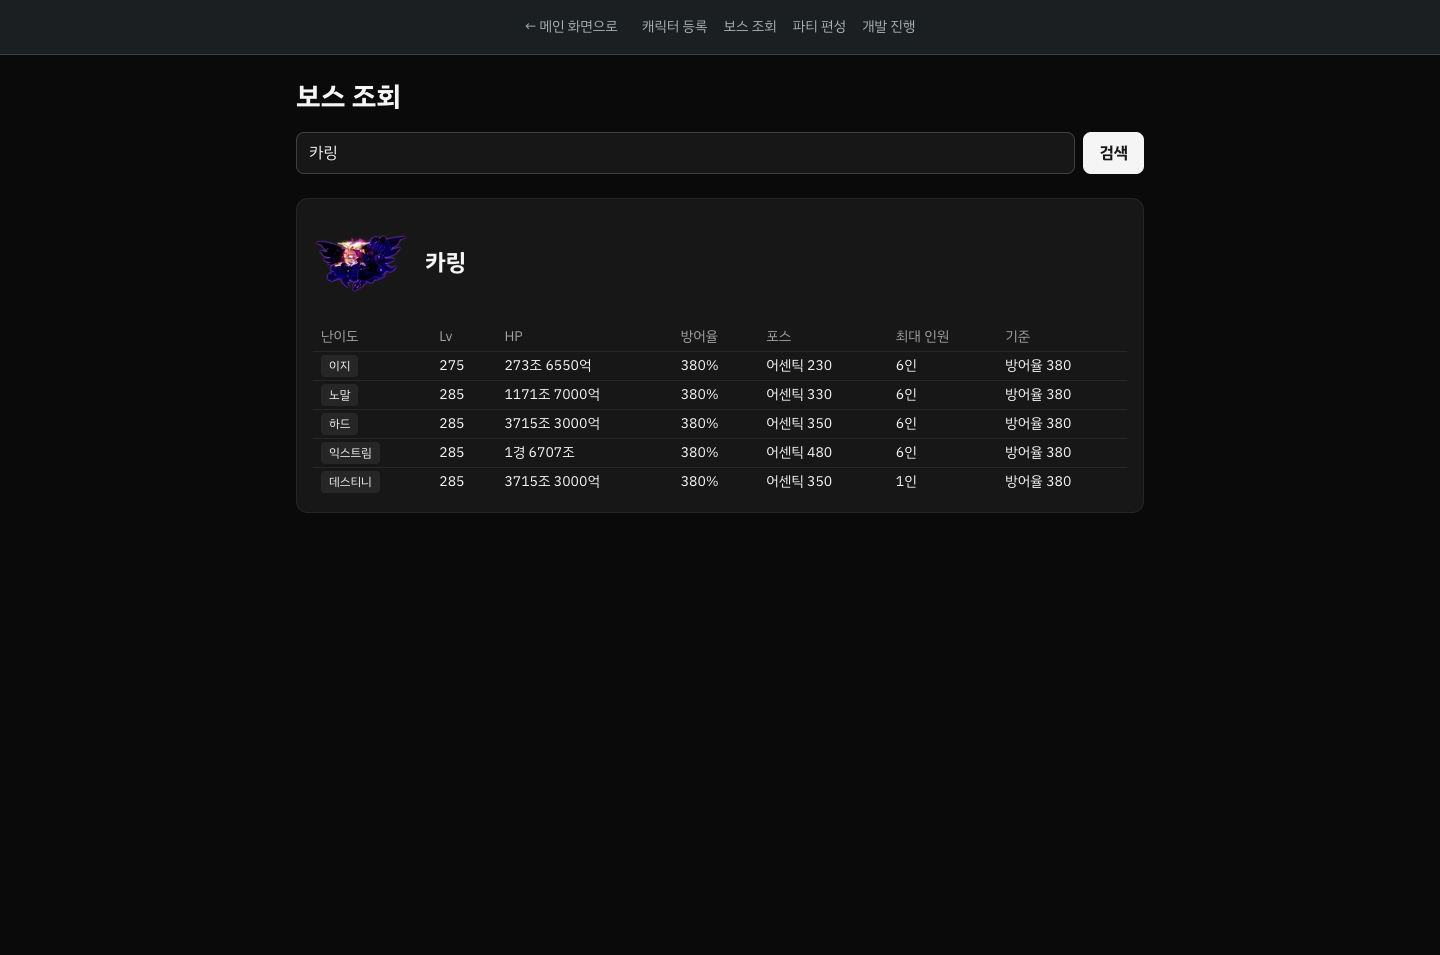 ← 메인 화면으로 캐릭터 등록 보스 조회 파티 편성 개발 진행
보스 조회
카링 검색
카링
난이도 Lv HP 방어율 포스 최대 인원 기준
이지 275 273조 6550억 380% 어센틱 230 6인 방어율 380
노말 285 1171조 7000억 380% 어센틱 330 6인 방어율 380
하드 285 3715조 3000억 380% 어센틱 350 6인 방어율 380
익스트림 285 1경 6707조 380% 어센틱 480 6인 방어율 380
데스티니 285 3715조 3000억 380% 어센틱 350 1인 방어율 380